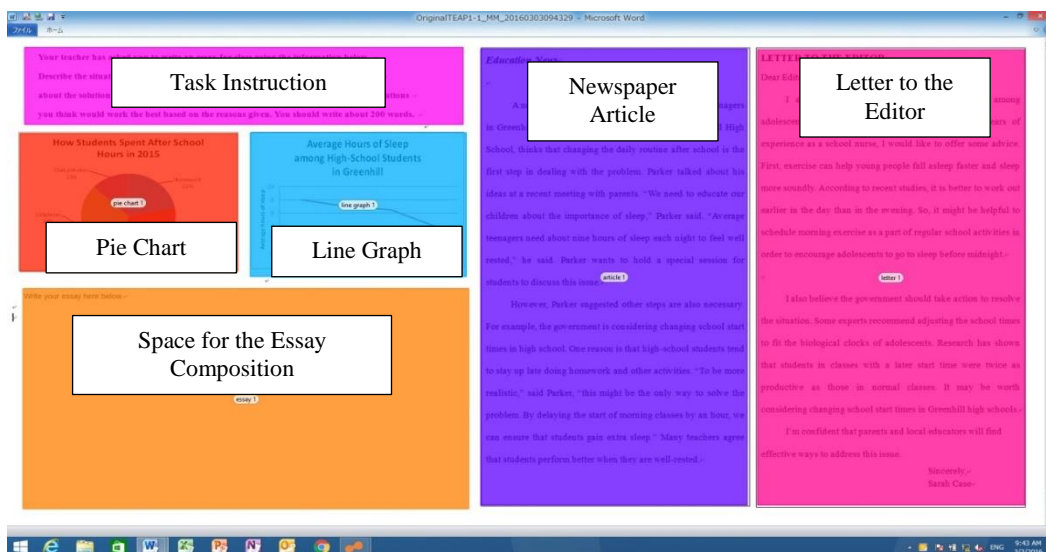 OriginalTEAP1-1_MM_20160303094329 - Microsoft Word
ファイル ホーム
Your teacher has
Describe the situa
about the solution
you think would work the best based on the reasons given. You should write about 200 words.
Task Instruction
How Students Spent After School
Hours in 2015
pie chart 1
Pie Chart
Average Hours of Sleep
among High-School Students
in Greenhill
line graph 1
Line Graph
Write your essay here below.
Space for the Essay
Composition
essay 1
Education News
Newspaper
Article
in Greenhill High
School, thinks that changing the daily routine after school is the
first step in dealing with the problem. Parker talked about his
ideas at a recent meeting with parents. “We need to educate our
children about the importance of sleep,” Parker said. “Average
teenagers need about nine hours of sleep each night to feel well
rested,” he said. Parker wants to hold a special session for
students to discuss this issue.
article 1
However, Parker suggested other steps are also necessary.
For example, the government is considering changing school start
times in high school. One reason is that high-school students tend
to stay up late doing homework and other activities. “To be more
realistic,” said Parker, “this might be the only way to solve the
problem. By delaying the start of morning classes by an hour, we
can ensure that students gain extra sleep.” Many teachers agree
that students perform better when they are well-rested.
LETTER TO THE EDITOR
Dear Edi
Letter to the
Editor
among
adolescen
experience as a school nurse, I would like to offer some advice.
First, exercise can help young people fall asleep faster and sleep
more soundly. According to recent studies, it is better to work out
earlier in the day than in the evening. So, it might be helpful to
schedule morning exercise as a part of regular school activities in
order to encourage adolescents to go to sleep before midnight.
letter 1
I also believe the government should take action to resolve
the situation. Some experts recommend adjusting the school times
to fit the biological clocks of adolescents. Research has shown
that students in classes with a later start time were twice as
productive as those in normal classes. It may be worth
considering changing school start times in Greenhill high schools.
I’m confident that parents and local educators will find
effective ways to address this issue.
Sincerely,
Sarah Case
ENG
9:43 AM